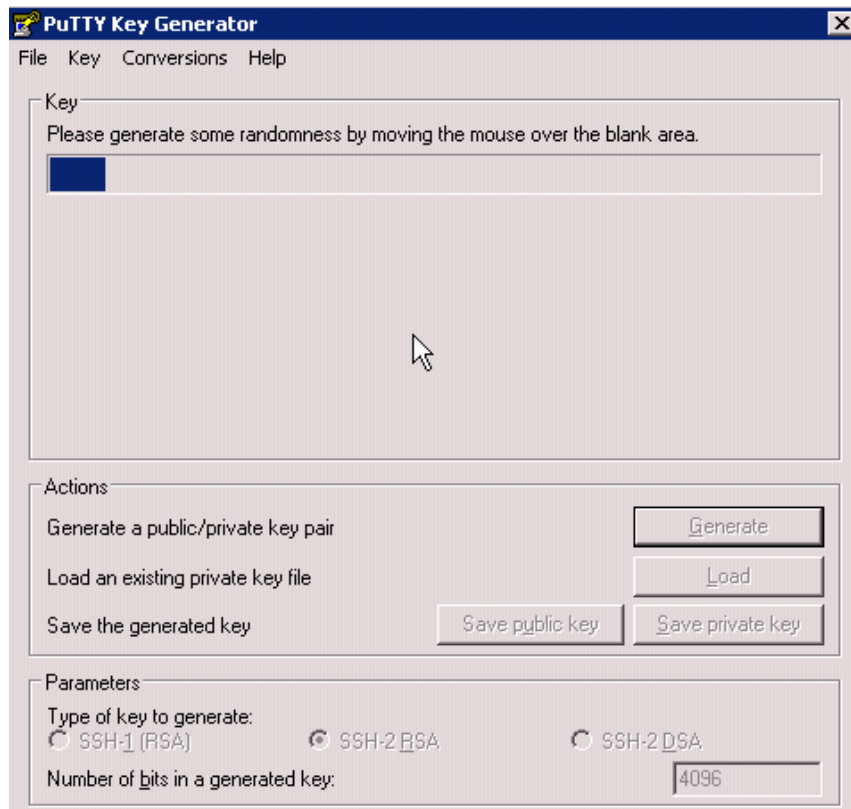 PuTTY Key Generator
File Key Conversions Help
Key
Please generate some randomness by moving the mouse over the blank area.
Actions
Generate a public/private key pair
Generate
Load an existing private key file
Load
Save the generated key
Save public key
Save private key
Parameters
Type of key to generate:
SSH-1 (RSA)
SSH-2 RSA
SSH-2 DSA
Number of bits in a generated key:
4096